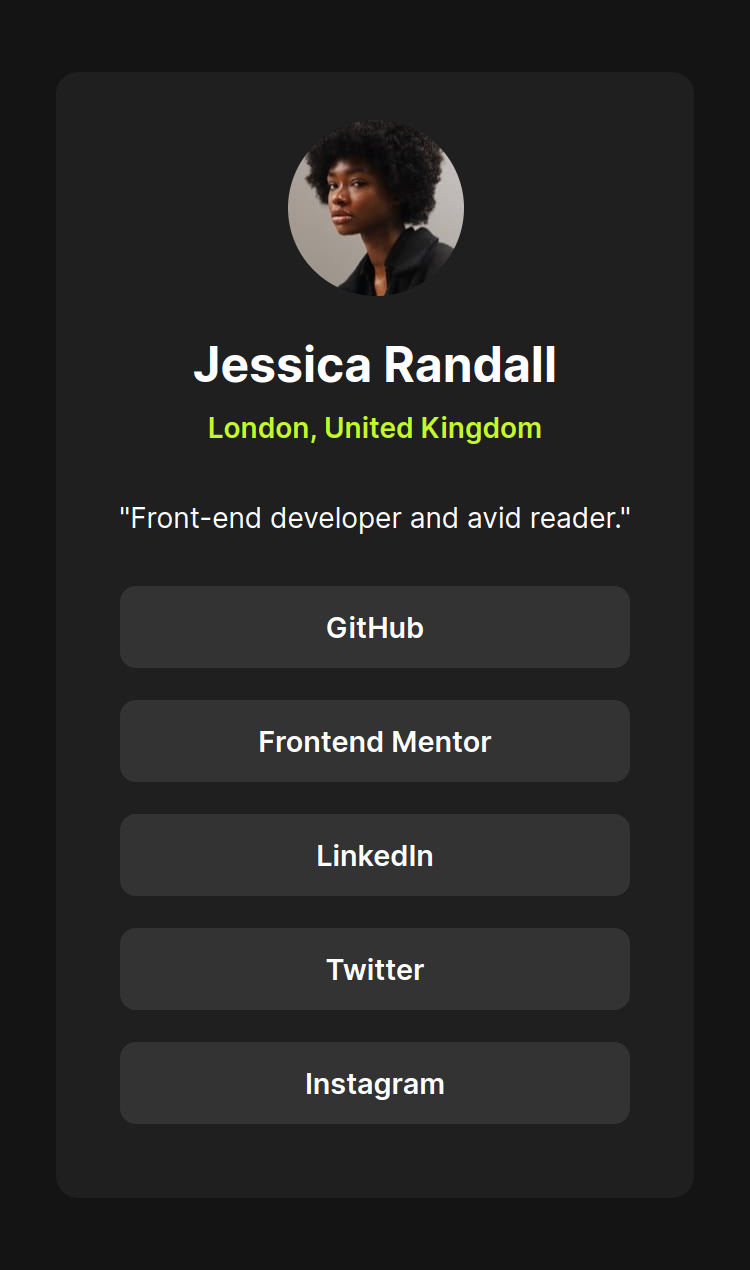 Jessica Randall
London, United Kingdom
"Front-end developer and avid reader."
GitHub
Frontend Mentor
LinkedIn
Twitter
Instagram